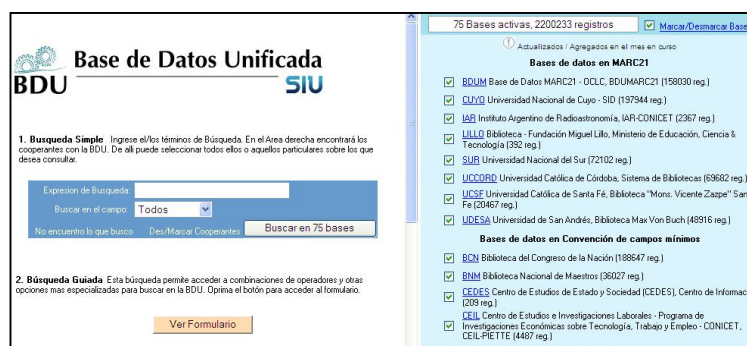 BDU
Base de Datos Unificada
SIU
1. Busqueda Simple Ingrese el/los términos de Búsqueda. En el Area derecha encontrará los
cooperantes con la BDU. De alli puede seleccionar todos ellos o aquellos particulares sobre los que
desea consultar.
Expresion de Busqueda:
Buscar en el campo: Todos
No encuentro lo que busco Des/Marcar Cooperantes Buscar en 75 bases
2. Búsqueda Guiada Esta búsqueda permite acceder a combinaciones de operadores y otras
opciones mas especializadas para buscar en la BDU. Oprima el botón para acceder al formulario.
Ver Formulario
75 Bases activas, 2200233 registros Marcar/Desmarcar Base
Actualizados / Agregados en el mes en curso
Bases de datos en MARC21
BDUM Base de Datos MARC21 - OCLC, BDUMARC21 (158030 reg.)
CUYO Universidad Nacional de Cuyo - SID (197944 reg.)
IAR Instituto Argentino de Radioastronomía, IAR-CONICET (2367 reg.)
LILLO Biblioteca - Fundación Miguel Lillo, Ministerio de Educación, Ciencia &
Tecnología (392 reg.)
SUR Universidad Nacional del Sur (72102 reg.)
UCCORD Universidad Católica de Córdoba, Sistema de Bibliotecas (69682 reg.)
UCSF Universidad Católica de Santa Fé, Biblioteca "Mons. Vicente Zazpe" San
Fe (20467 reg.)
UDESA Universidad de San Andrés, Biblioteca Max Von Buch (48916 reg.)
Bases de datos en Convención de campos mínimos
BCN Biblioteca del Congreso de la Nación (188647 reg.)
BNM Biblioteca Nacional de Maestros (36027 reg.)
CEDES Centro de Estudios de Estado y Sociedad (CEDES), Centro de Informac
(209 reg.)
CEIL Centro de Estudios e Investigaciones Laborales - Programa de
Investigaciones Económicas sobre Tecnología, Trabajo y Empleo - CONICET,
CEIL-PIETTE (4487 reg.)